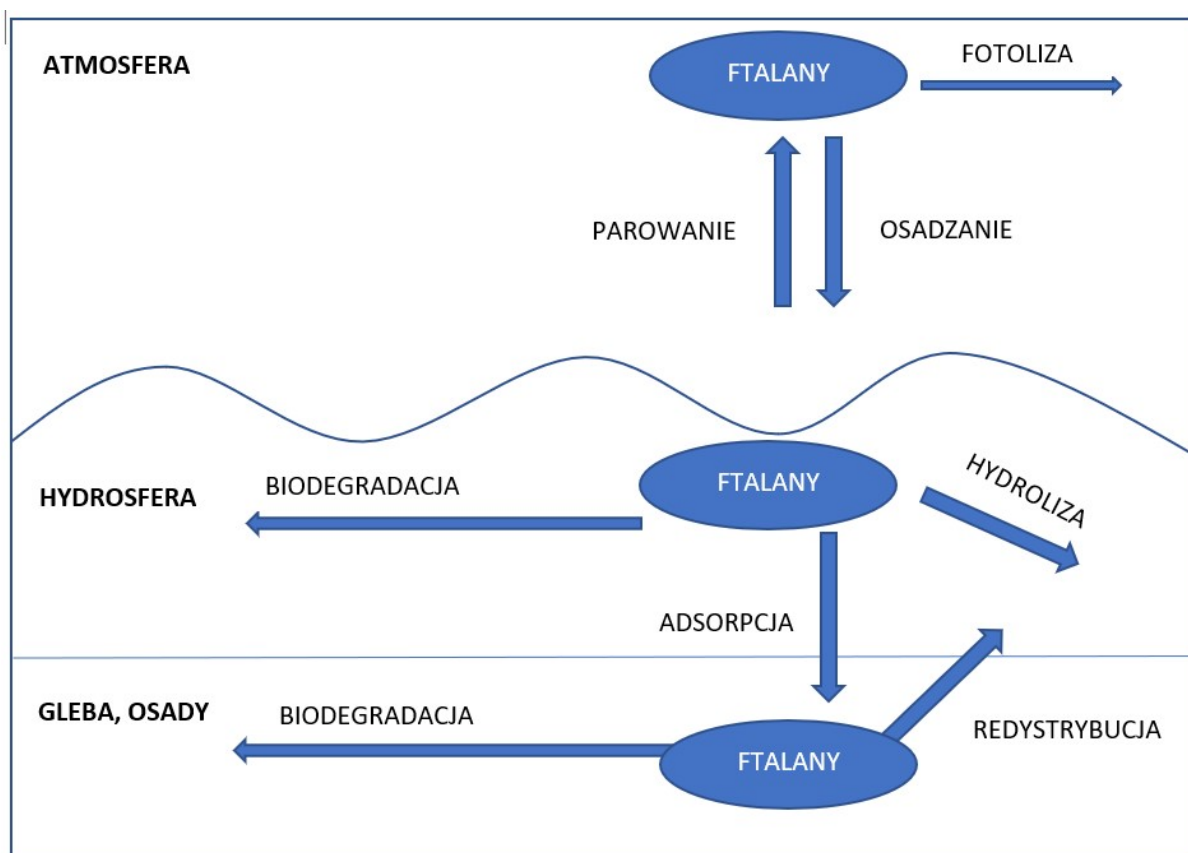 ATMOSFERA
FTALANY
FOTOLIZA
PAROWANIE
OSADZANIE
HYDROSFERA
BIODEGRADACJA
FTALANY
HYDROLIZA
ADSORPCJA
GLEBA, OSADY
BIODEGRADACJA
FTALANY
REDYSTRYBUCJA